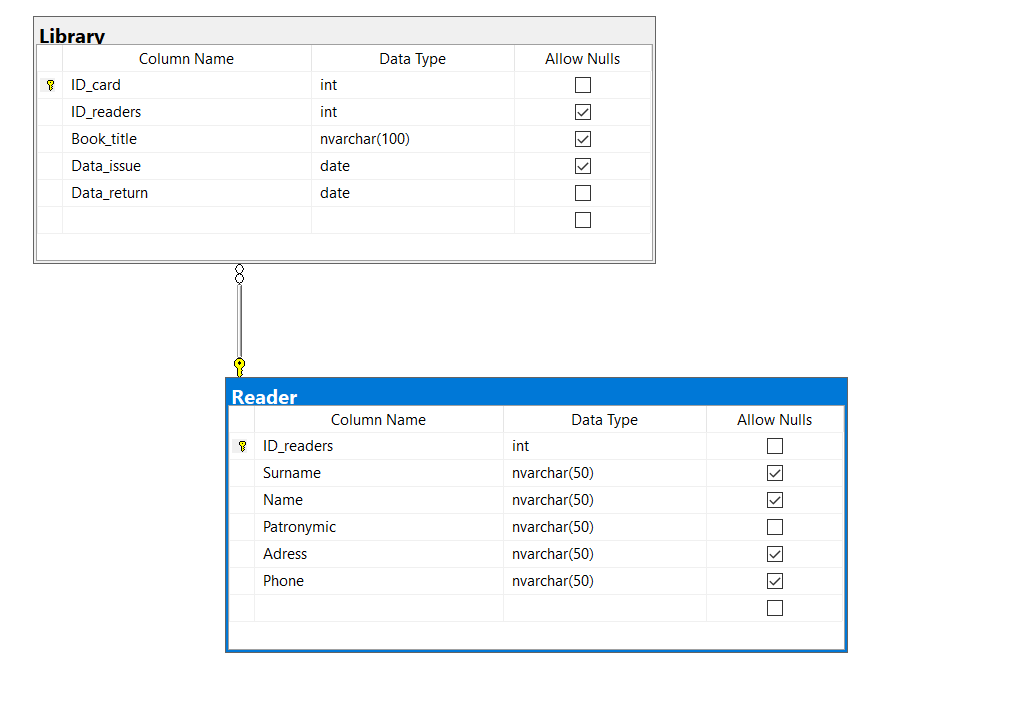 Library
Column Name Data Type Allow Nulls
ID_card int
ID_readers int
Book_title nvarchar(100)
Data_issue date
Data_return date
Reader
Column Name Data Type Allow Nulls
ID_readers int
Surname nvarchar(50)
Name nvarchar(50)
Patronymic nvarchar(50)
Adress nvarchar(50)
Phone nvarchar(50)